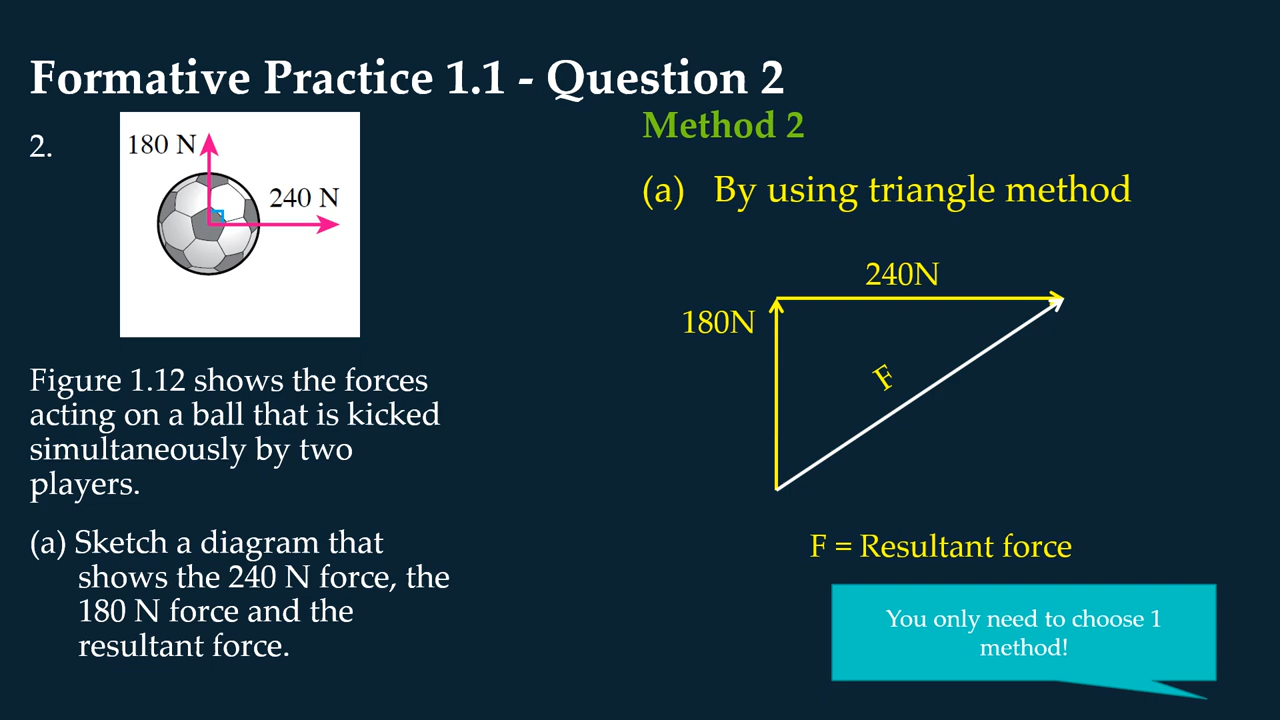 Formative Practice 1.1 - Question 2
2.
180 N
240 N
Figure 1.12 shows the forces
acting on a ball that is kicked
simultaneously by two
players.
(a) Sketch a diagram that
shows the 240 N force, the
180 N force and the
resultant force.
Method 2
(a) By using triangle method
240N
180N
F
F = Resultant force
You only need to choose 1
method!